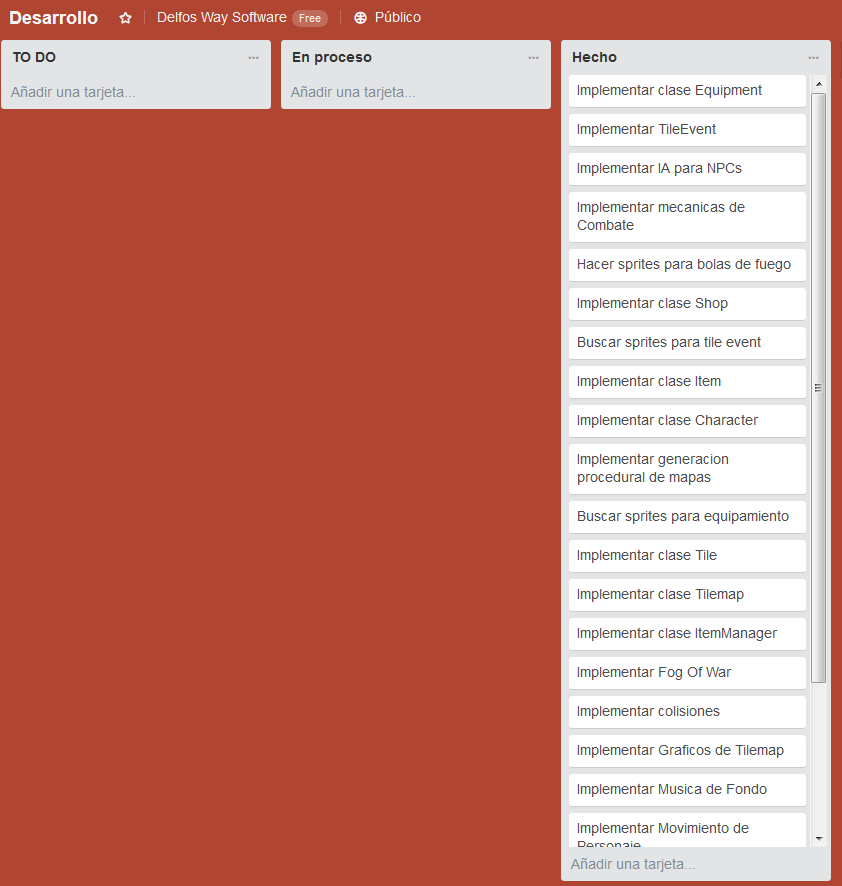 Desarrollo Delfos Way Software Free Público
TO DO
Añadir una tarjeta...
En proceso
Añadir una tarjeta...
Hecho
Implementar clase Equipment
Implementar TileEvent
Implementar IA para NPCs
Implementar mecanicas de
Combate
Hacer sprites para bolas de fuego
Implementar clase Shop
Buscar sprites para tile event
Implementar clase Item
Implementar clase Character
Implementar generacion
procedural de mapas
Buscar sprites para equipamiento
Implementar clase Tile
Implementar clase Tilemap
Implementar clase ItemManager
Implementar Fog Of War
Implementar colisiones
Implementar Graficos de Tilemap
Implementar Musica de Fondo
Implementar Movimiento de
Personaje
Añadir una tarjeta...